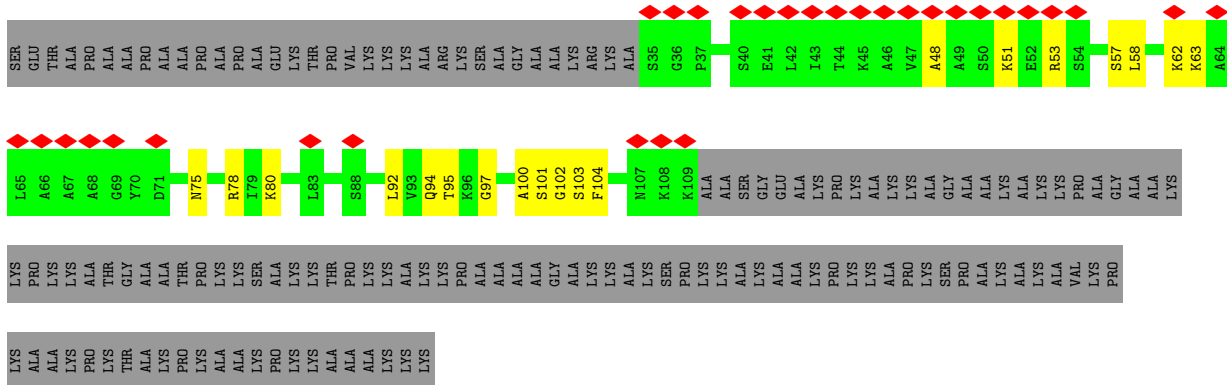 SER GLU THR ALA PRO ALA ALA PRO ALA ALA PRO ALA PRO ALA GLU LYS THR PRO VAL LYS LYS LYS ALA ARG LYS SER ALA GLY ALA ALA LYS ARG LYS ALA S35 G36 P37 S40 E41 L42 I43 T44 K45 A46 V47 A48 A49 S50 K51 E52 R53 S54 S57 L58 K62 K63 A64
L65 A66 A67 A68 G69 Y70 D71 N75 R78 I79 K80 L83 S88 L92 V93 Q94 T95 K96 G97 A100 S101 G102 S103 F104 N107 K108 K109 ALA ALA SER GLY GLU ALA LYS PRO LYS ALA LYS LYS ALA GLY ALA ALA LYS ALA LYS LYS PRO ALA GLY ALA ALA LYS
LYS PRO LYS LYS ALA THR GLY ALA ALA THR PRO LYS LYS SER ALA LYS LYS THR PRO LYS LYS ALA LYS LYS PRO ALA ALA ALA ALA GLY ALA LYS LYS ALA LYS SER PRO LYS LYS ALA LYS ALA ALA LYS PRO LYS LYS ALA PRO LYS SER PRO ALA LYS ALA LYS ALA VAL LYS PRO
LYS ALA ALA LYS PRO LYS THR ALA LYS PRO LYS ALA ALA LYS PRO LYS ALA ALA ALA LYS LYS LYS